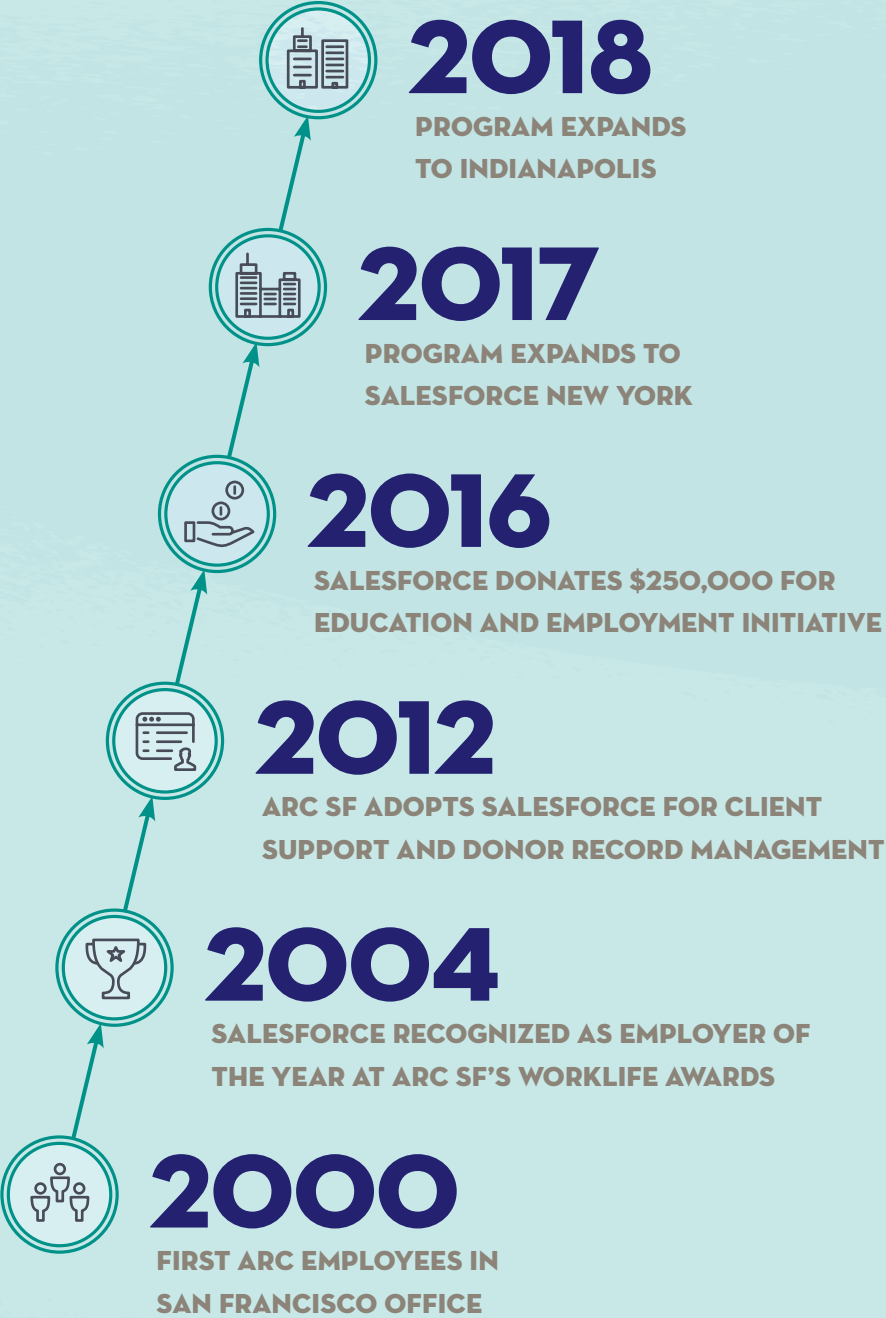 2018
PROGRAM EXPANDS
TO INDIANAPOLIS
2017
PROGRAM EXPANDS TO
SALESFORCE NEW YORK
2016
SALESFORCE DONATES $250,000 FOR
EDUCATION AND EMPLOYMENT INITIATIVE
2012
ARC SF ADOPTS SALESFORCE FOR CLIENT
SUPPORT AND DONOR RECORD MANAGEMENT
2004
SALESFORCE RECOGNIZED AS EMPLOYER OF
THE YEAR AT ARC SF’S WORKLIFE AWARDS
2000
FIRST ARC EMPLOYEES IN
SAN FRANCISCO OFFICE